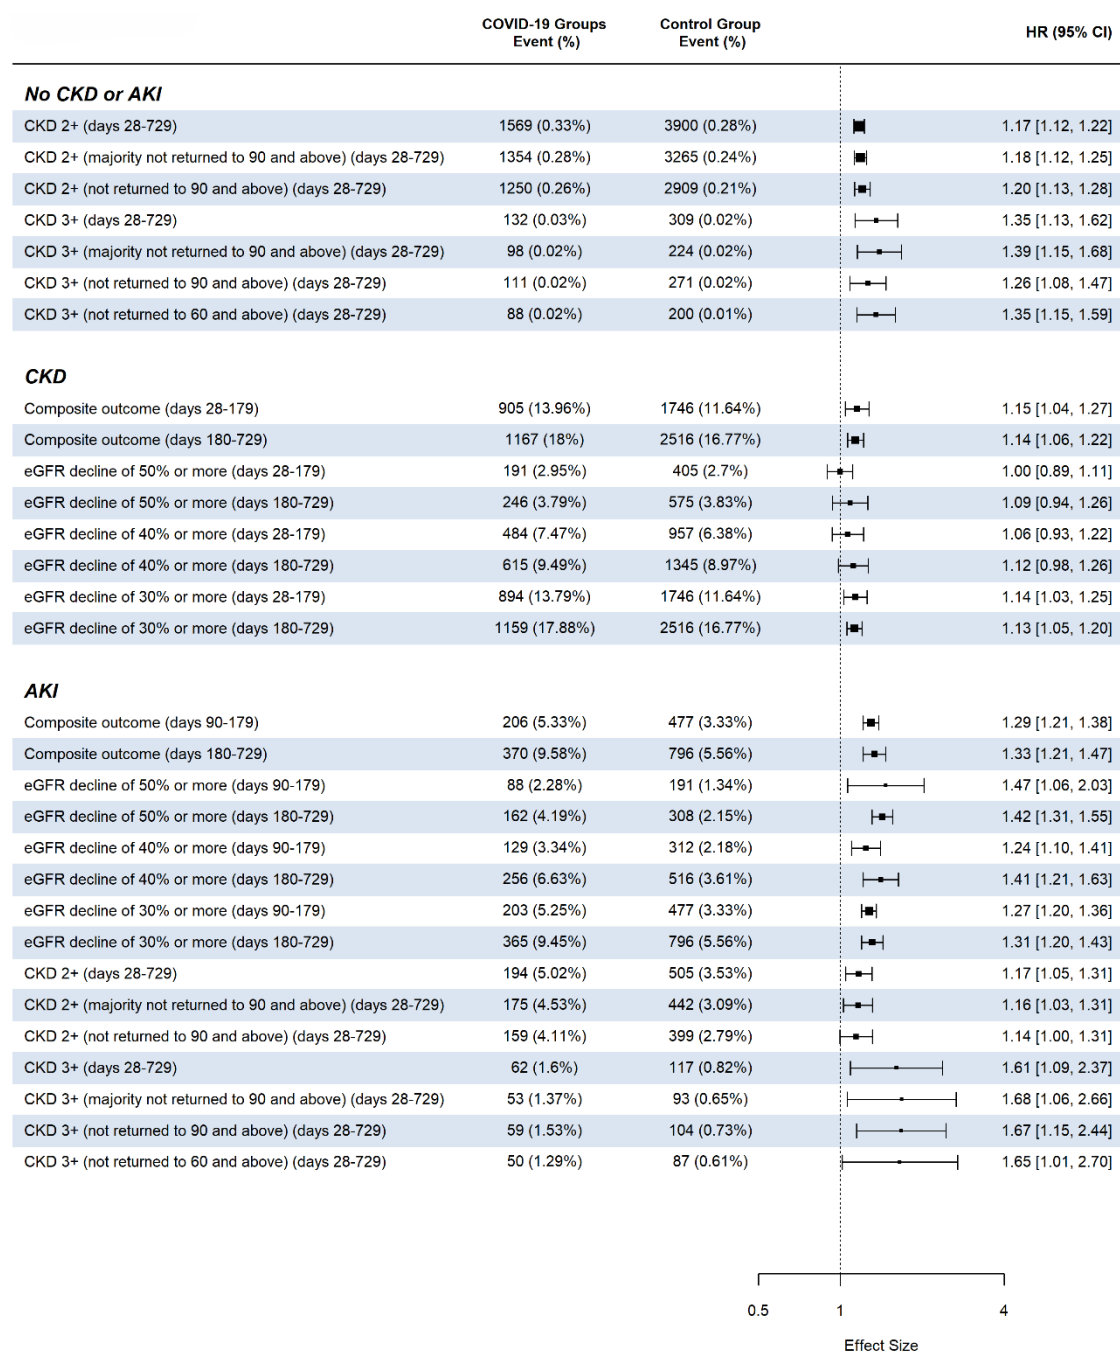 COVID-19 Groups Event (%) Control Group Event (%) HR (95% CI)
No CKD or AKI
CKD 2+ (days 28-729) 1569 (0.33%) 3900 (0.28%) 1.17 [1.12, 1.22]
CKD 2+ (majority not returned to 90 and above) (days 28-729) 1354 (0.28%) 3265 (0.24%) 1.18 [1.12, 1.25]
CKD 2+ (not returned to 90 and above) (days 28-729) 1250 (0.26%) 2909 (0.21%) 1.20 [1.13, 1.28]
CKD 3+ (days 28-729) 132 (0.03%) 309 (0.02%) 1.35 [1.13, 1.62]
CKD 3+ (majority not returned to 90 and above) (days 28-729) 98 (0.02%) 224 (0.02%) 1.39 [1.15, 1.68]
CKD 3+ (not returned to 90 and above) (days 28-729) 111 (0.02%) 271 (0.02%) 1.26 [1.08, 1.47]
CKD 3+ (not returned to 60 and above) (days 28-729) 88 (0.02%) 200 (0.01%) 1.35 [1.15, 1.59]
CKD
Composite outcome (days 28-179) 905 (13.96%) 1746 (11.64%) 1.15 [1.04, 1.27]
Composite outcome (days 180-729) 1167 (18%) 2516 (16.77%) 1.14 [1.06, 1.22]
eGFR decline of 50% or more (days 28-179) 191 (2.95%) 405 (2.7%) 1.00 [0.89, 1.11]
eGFR decline of 50% or more (days 180-729) 246 (3.79%) 575 (3.83%) 1.09 [0.94, 1.26]
eGFR decline of 40% or more (days 28-179) 484 (7.47%) 957 (6.38%) 1.06 [0.93, 1.22]
eGFR decline of 40% or more (days 180-729) 615 (9.49%) 1345 (8.97%) 1.12 [0.98, 1.26]
eGFR decline of 30% or more (days 28-179) 894 (13.79%) 1746 (11.64%) 1.14 [1.03, 1.25]
eGFR decline of 30% or more (days 180-729) 1159 (17.88%) 2516 (16.77%) 1.13 [1.05, 1.20]
AKI
Composite outcome (days 90-179) 206 (5.33%) 477 (3.33%) 1.29 [1.21, 1.38]
Composite outcome (days 180-729) 370 (9.58%) 796 (5.56%) 1.33 [1.21, 1.47]
eGFR decline of 50% or more (days 90-179) 88 (2.28%) 191 (1.34%) 1.47 [1.06, 2.03]
eGFR decline of 50% or more (days 180-729) 162 (4.19%) 308 (2.15%) 1.42 [1.31, 1.55]
eGFR decline of 40% or more (days 90-179) 129 (3.34%) 312 (2.18%) 1.24 [1.10, 1.41]
eGFR decline of 40% or more (days 180-729) 256 (6.63%) 516 (3.61%) 1.41 [1.21, 1.63]
eGFR decline of 30% or more (days 90-179) 203 (5.25%) 477 (3.33%) 1.27 [1.20, 1.36]
eGFR decline of 30% or more (days 180-729) 365 (9.45%) 796 (5.56%) 1.31 [1.20, 1.43]
CKD 2+ (days 28-729) 194 (5.02%) 505 (3.53%) 1.17 [1.05, 1.31]
CKD 2+ (majority not returned to 90 and above) (days 28-729) 175 (4.53%) 442 (3.09%) 1.16 [1.03, 1.31]
CKD 2+ (not returned to 90 and above) (days 28-729) 159 (4.11%) 399 (2.79%) 1.14 [1.00, 1.31]
CKD 3+ (days 28-729) 62 (1.6%) 117 (0.82%) 1.61 [1.09, 2.37]
CKD 3+ (majority not returned to 90 and above) (days 28-729) 53 (1.37%) 93 (0.65%) 1.68 [1.06, 2.66]
CKD 3+ (not returned to 90 and above) (days 28-729) 59 (1.53%) 104 (0.73%) 1.67 [1.15, 2.44]
CKD 3+ (not returned to 60 and above) (days 28-729) 50 (1.29%) 87 (0.61%) 1.65 [1.01, 2.70]
0.5 1 4
Effect Size